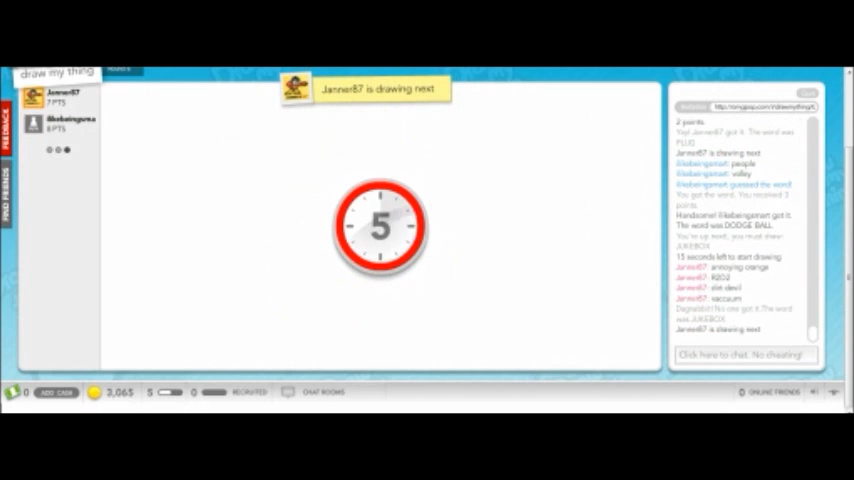 draw my thing
Janner87 is drawing next
Janner87
7 PTS
ilikebeingsma
8 PTS
FEEDBACK
FIND FRIENDS
5
2 points
Yay! Janner87 got it. The word was
PLUG
Janner87 is drawing next
ilikebeingsmart: people
ilikebeingsmart: volley
ilikebeingsmart guessed the word!
You got the word. You received 3
points
Handsome! ilikebeingsmart got it.
The word was DODGE BALL
You're up next, you must draw:
JUKEBOX
15 seconds left to start drawing
Janner87: annoying orange
Janner87: R2D2
Janner87: dirt devil
Janner87: vaccuum
Dagnabbit! No one got it. The word
was JUKEBOX
Janner87 is drawing next
Click here to chat. No cheating!
0
ADD CASH
3,065
5
0
RECRUITED
CHAT ROOMS
0 ONLINE FRIENDS